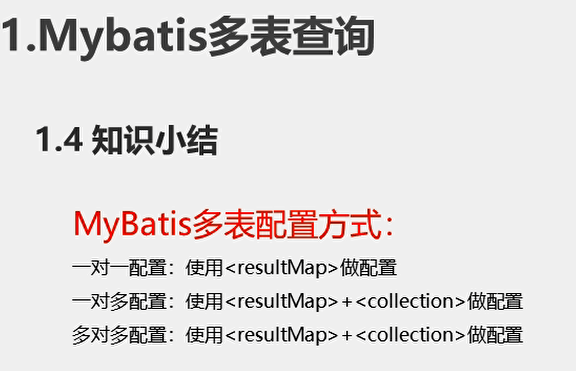 1.Mybatis多表查询
1.4 知识小结
MyBatis多表配置方式：
一对一配置：使用<resultMap>做配置
一对多配置：使用<resultMap>+<collection>做配置
多对多配置：使用<resultMap>+<collection>做配置